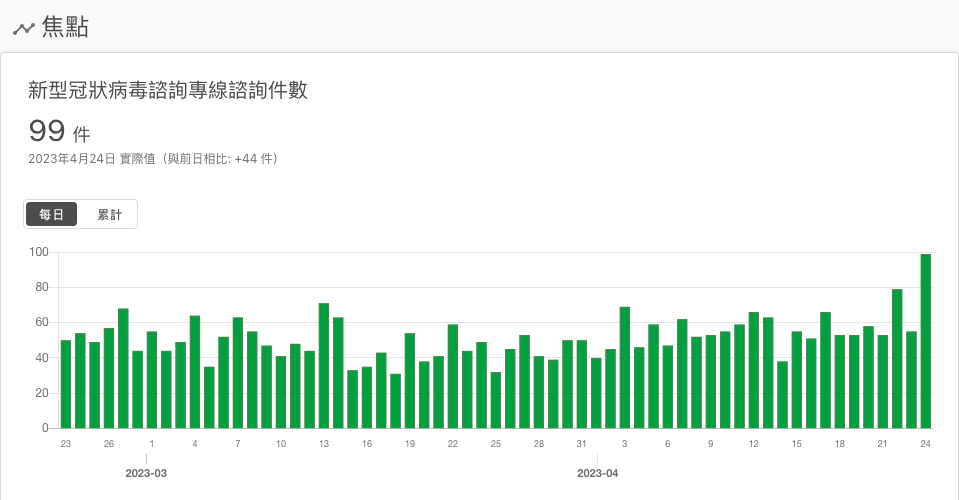 焦點
新型冠狀病毒諮詢專線諮詢件數
99 件
2023年4月24日 實際值（與前日相比: +44 件）
每日 累計
100
80
60
40
20
0
23 26 1 4 7 10 13 16 19 22 25 28 31 3 6 9 12 15 18 21 24
2023-03 2023-04